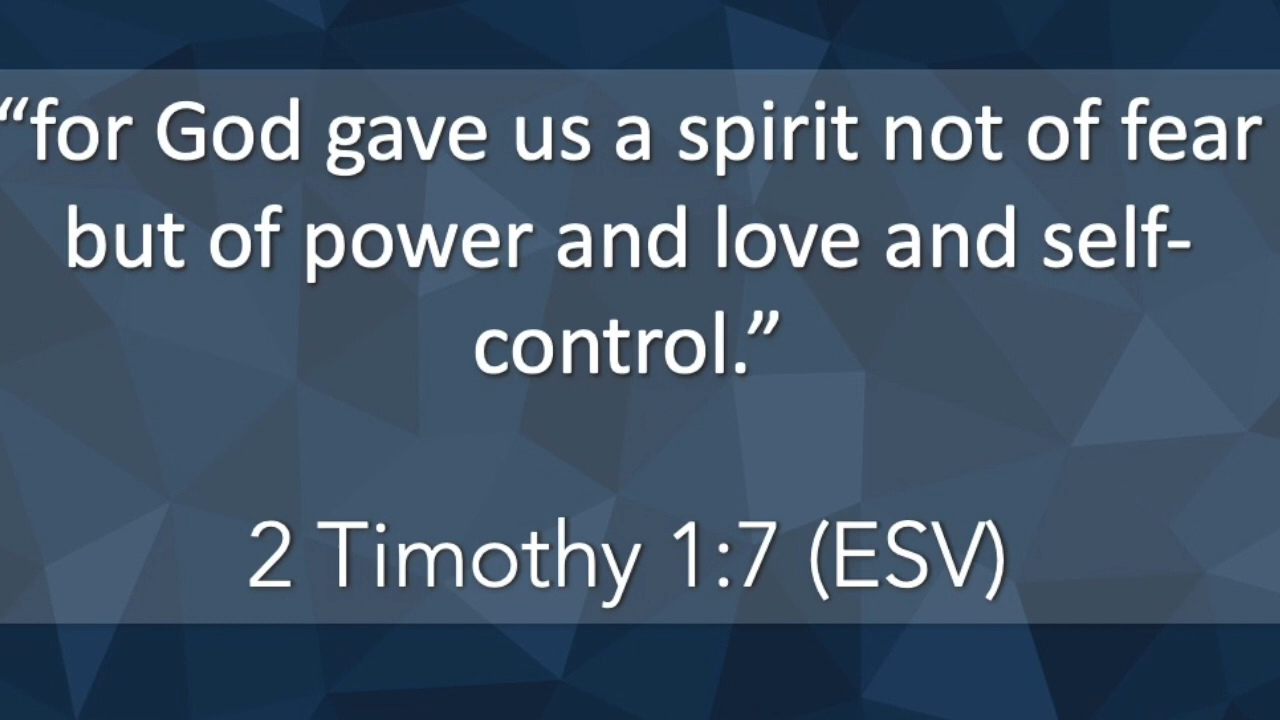 “for God gave us a spirit not of fear
but of power and love and self-
control.”
2 Timothy 1:7 (ESV)